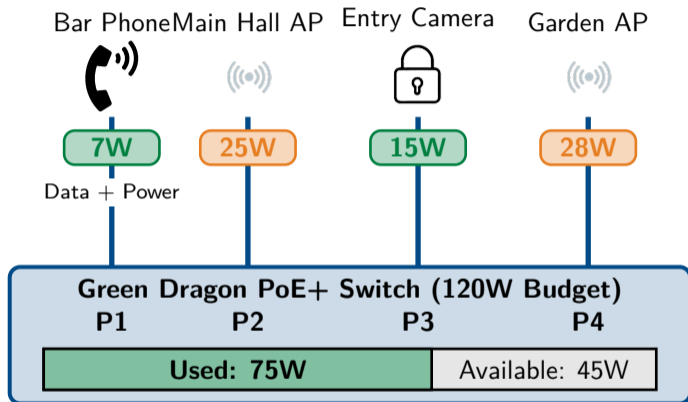 Bar Phone Main Hall AP Entry Camera Garden AP
7W 25W 15W 28W
Data + Power
Green Dragon PoE+ Switch (120W Budget)
P1 P2 P3 P4
Used: 75W Available: 45W